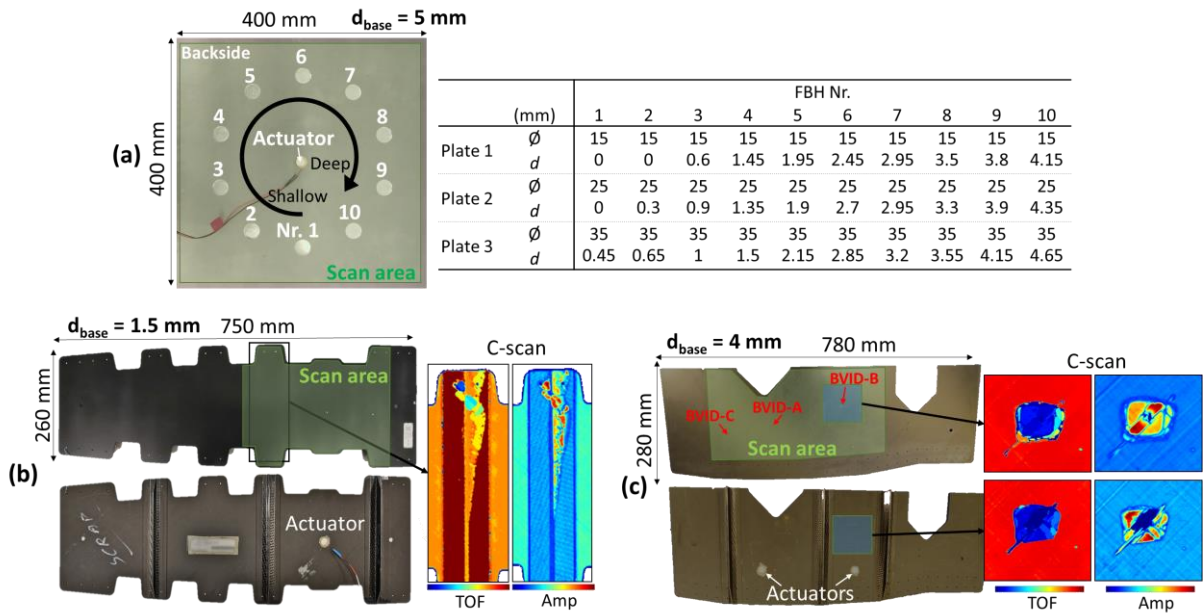 400 mm
d_base = 5 mm
400 mm
Backside
6
5
7
4
8
Actuator
Deep
3
9
Shallow
2
Nr. 1
10
Scan area
(a)
FBH Nr.
(mm) 1 2 3 4 5 6 7 8 9 10
Plate 1 Ø 15 15 15 15 15 15 15 15 15 15
d 0 0 0.6 1.45 1.95 2.45 2.95 3.5 3.8 4.15
Plate 2 Ø 25 25 25 25 25 25 25 25 25 25
d 0 0.3 0.9 1.35 1.9 2.7 2.95 3.3 3.9 4.35
Plate 3 Ø 35 35 35 35 35 35 35 35 35 35
d 0.45 0.65 1 1.5 2.15 2.85 3.2 3.55 4.15 4.65
d_base = 1.5 mm
750 mm
260 mm
Scan area
C-scan
(b)
SCRAP
Actuator
TOF
Amp
d_base = 4 mm
780 mm
280 mm
BVID-B
BVID-A
BVID-C
Scan area
C-scan
(c)
Actuators
TOF
Amp